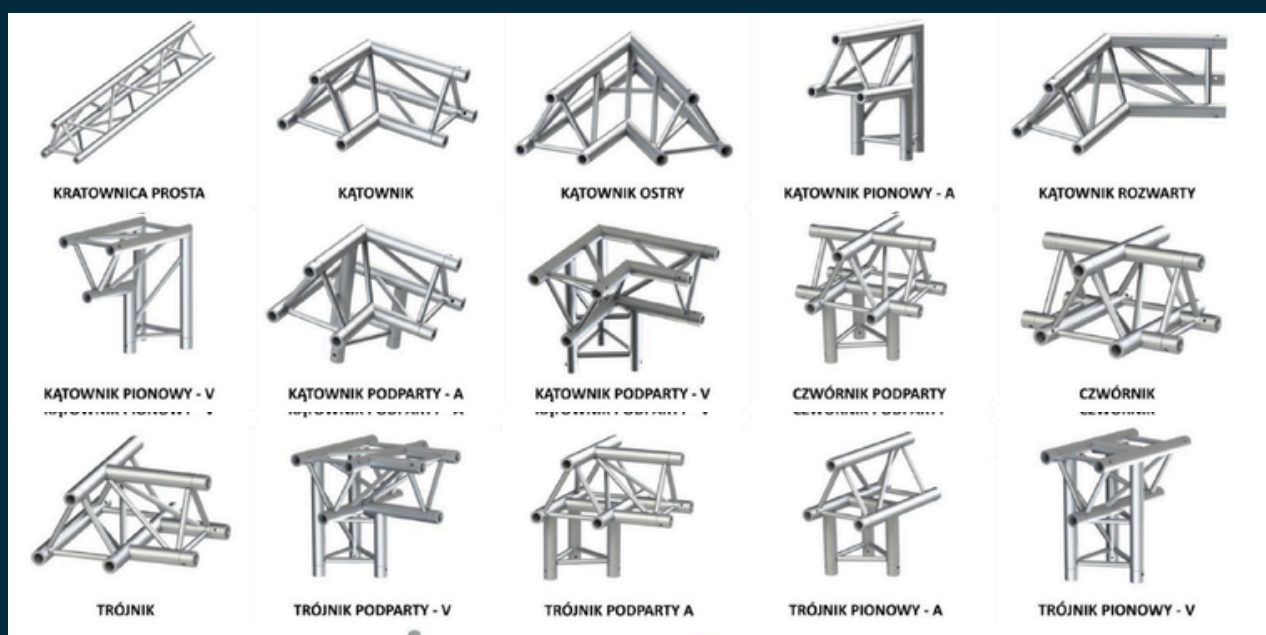 KRATOWNICA PROSTA
KĄTOWNIK
KĄTOWNIK OSTRY
KĄTOWNIK PIONOWY - A
KĄTOWNIK ROZWARTY
KĄTOWNIK PIONOWY - V
KĄTOWNIK PODPARTY - A
KĄTOWNIK PODPARTY - V
CZWÓRNIK PODPARTY
CZWÓRNIK
TRÓJNIK
TRÓJNIK PODPARTY - V
TRÓJNIK PODPARTY A
TRÓJNIK PIONOWY - A
TRÓJNIK PIONOWY - V